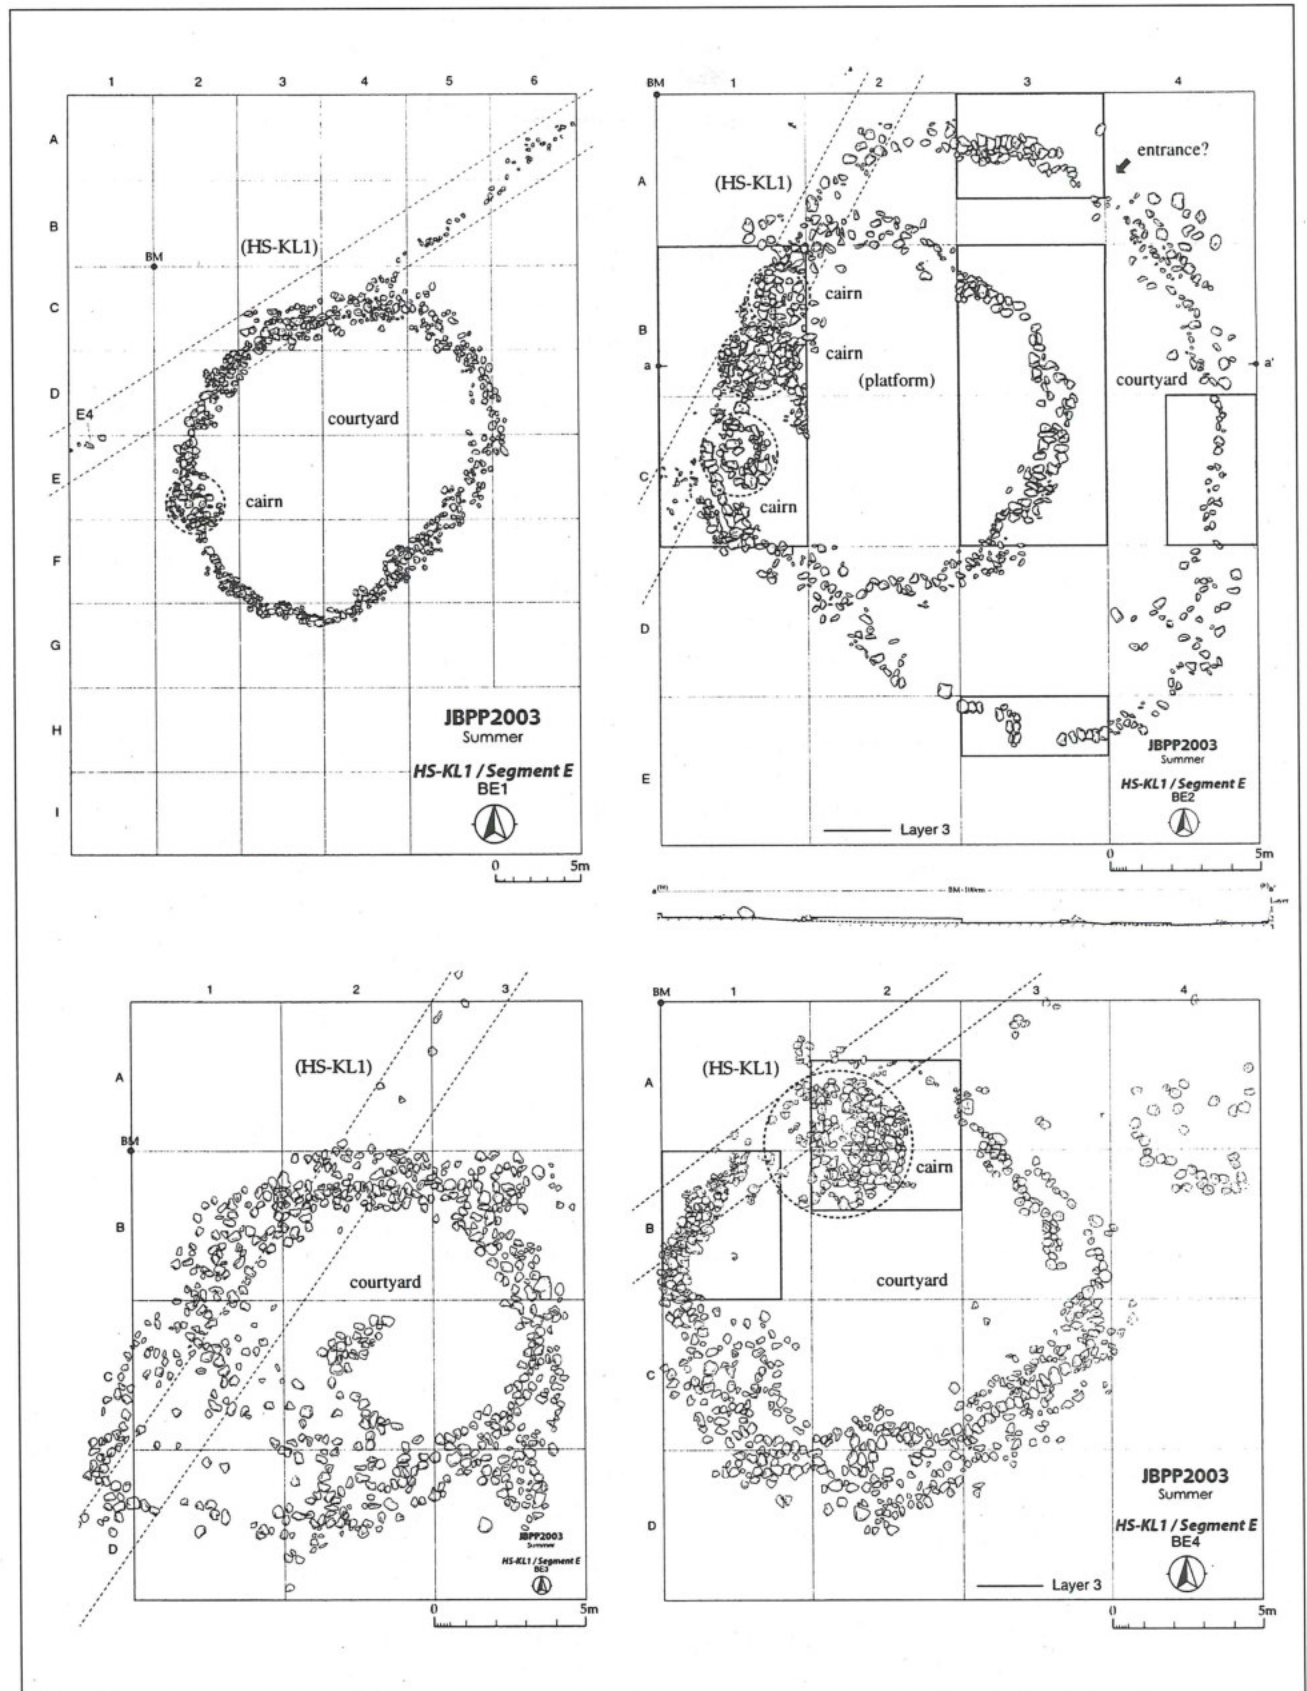 1 2 3 4 5 6
A
B
BM
(HS-KL1)
C
D
courtyard
E4
E
cairn
F
G
H
JBPP2003
Summer
HS-KL1 / Segment E
BE1
I
0 5m
BM 1 2 3 4
entrance?
A
(HS-KL1)
cairn
B
cairn
a
(platform)
courtyard
a'
C
cairn
D
JBPP2003
Summer
E
HS-KL1 / Segment E
BE2
Layer 3
0 5m
BM-100cm
a a'
Layer
1 2 3
(HS-KL1)
A
BM
B
courtyard
C
D
JBPP2003
Summer
HS-KL1 / Segment E
BE3
0 5m
BM 1 2 3 4
(HS-KL1)
A
cairn
B
courtyard
C
JBPP2003
Summer
D
HS-KL1 / Segment E
BE4
Layer 3
0 5m